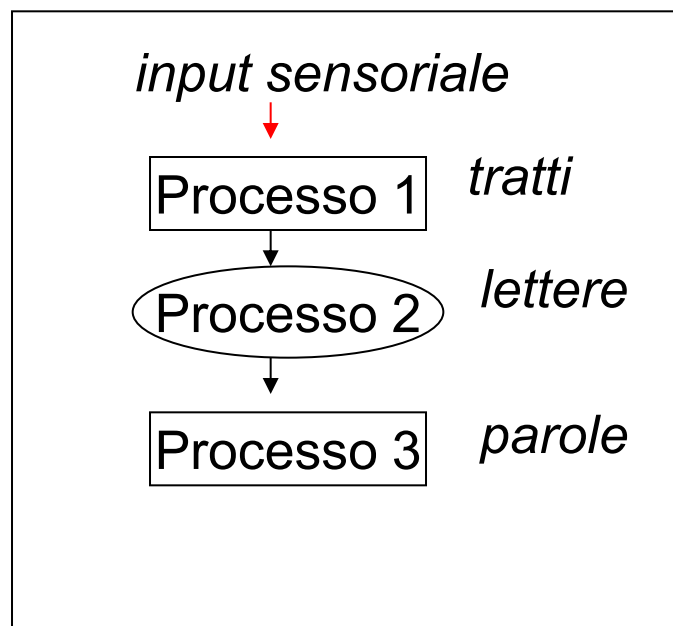 input sensoriale
Processo 1
tratti
Processo 2
lettere
Processo 3
parole